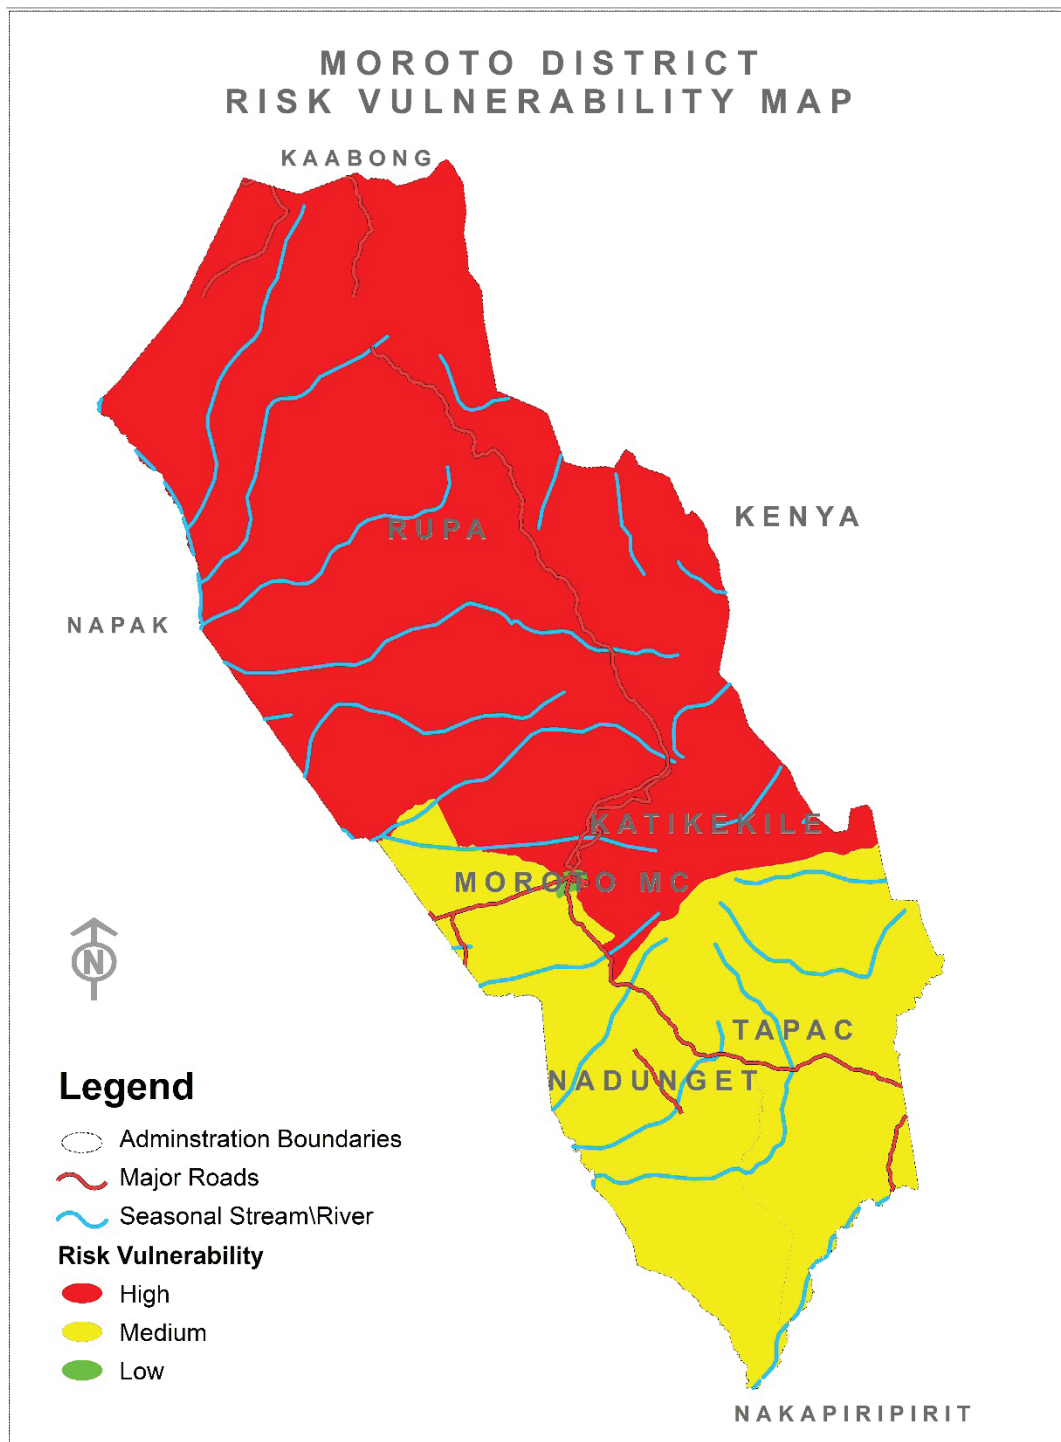 MOROTO DISTRICT
RISK VULNERABILITY MAP
KAABONG
KENYA
RUPA
NAPAK
KATIKEKILE
MOROTO MC
N
TAPAC
NADUNGET
Legend
Adminstration Boundaries
Major Roads
Seasonal Stream\River
Risk Vulnerability
High
Medium
Low
NAKAPIRIPIRIT